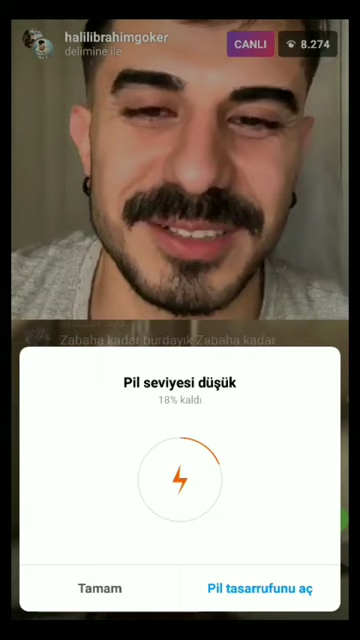 halilibrahimgoker
delimine ile
CANLI
8.274
Zabaha kadar burdayık Zabaha kadar
Pil seviyesi düşük
18% kaldı
Tamam
Pil tasarrufunu aç